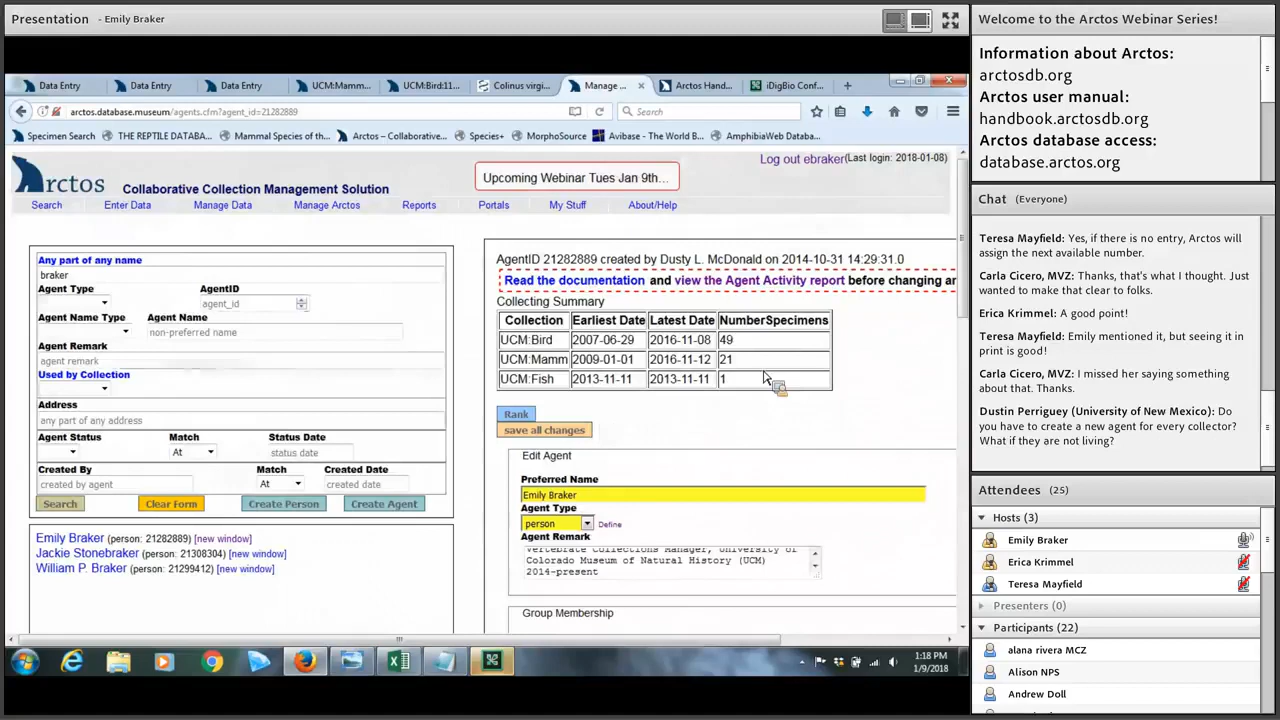 Presentation - Emily Braker
Data Entry
Data Entry
Data Entry
UCM:Mamm...
UCM:Bird:11...
Colinus virgi...
Manage ...
Arctos Hand...
iDigBio Conf...
arctos.database.museum/agents.cfm?agent_id=21282889
Search
Specimen Search
THE REPTILE DATABA...
Mammal Species of t...
Arctos – Collaborative...
Species+
MorphoSource
Avibase - The World B...
AmphibiaWeb Databa...
Log out ebraker(Last login: 2018-01-08)
Arctos Collaborative Collection Management Solution
Upcoming Webinar Tues Jan 9th...
Search Enter Data Manage Data Manage Arctos Reports Portals My Stuff About/Help
Any part of any name
braker
Agent Type AgentID
agent_id
Agent Name Type Agent Name
non-preferred name
Agent Remark
agent remark
Used by Collection
Address
any part of any address
Agent Status Match Status Date
At status date
Created By Match Created Date
created by agent At created date
Search Clear Form Create Person Create Agent
Emily Braker (person: 21282889) [new window]
Jackie Stonebraker (person: 21308304) [new window]
William P. Braker (person: 21299412) [new window]
AgentID 21282889 created by Dusty L. McDonald on 2014-10-31 14:29:31.0
Read the documentation and view the Agent Activity report before changing an
Collecting Summary
Collection Earliest Date Latest Date NumberSpecimens
UCM:Bird 2007-06-29 2016-11-08 49
UCM:Mamm 2009-01-01 2016-11-12 21
UCM:Fish 2013-11-11 2013-11-11 1
Rank
save all changes
Edit Agent
Preferred Name
Emily Braker
Agent Type
person Define
Agent Remark
Vertebrate Collections Manager, University of
Colorado Museum of Natural History (UCM)
2014-present
Group Membership
1:18 PM
1/9/2018
Welcome to the Arctos Webinar Series!
Information about Arctos:
arctosdb.org
Arctos user manual:
handbook.arctosdb.org
Arctos database access:
database.arctos.org
Chat (Everyone)
Teresa Mayfield: Yes, if there is no entry, Arctos will
assign the next available number.
Carla Cicero, MVZ: Thanks, that's what I thought. Just
wanted to make that clear to folks.
Erica Krimmel: A good point!
Teresa Mayfield: Emily mentioned it, but seeing it in
print is good!
Carla Cicero, MVZ: I missed her saying something
about that. Thanks.
Dustin Perriguey (University of New Mexico): Do
you have to create a new agent for every collector?
What if they are not living?
Attendees (25)
Hosts (3)
Emily Braker
Erica Krimmel
Teresa Mayfield
Presenters (0)
Participants (22)
alana rivera MCZ
Alison NPS
Andrew Doll